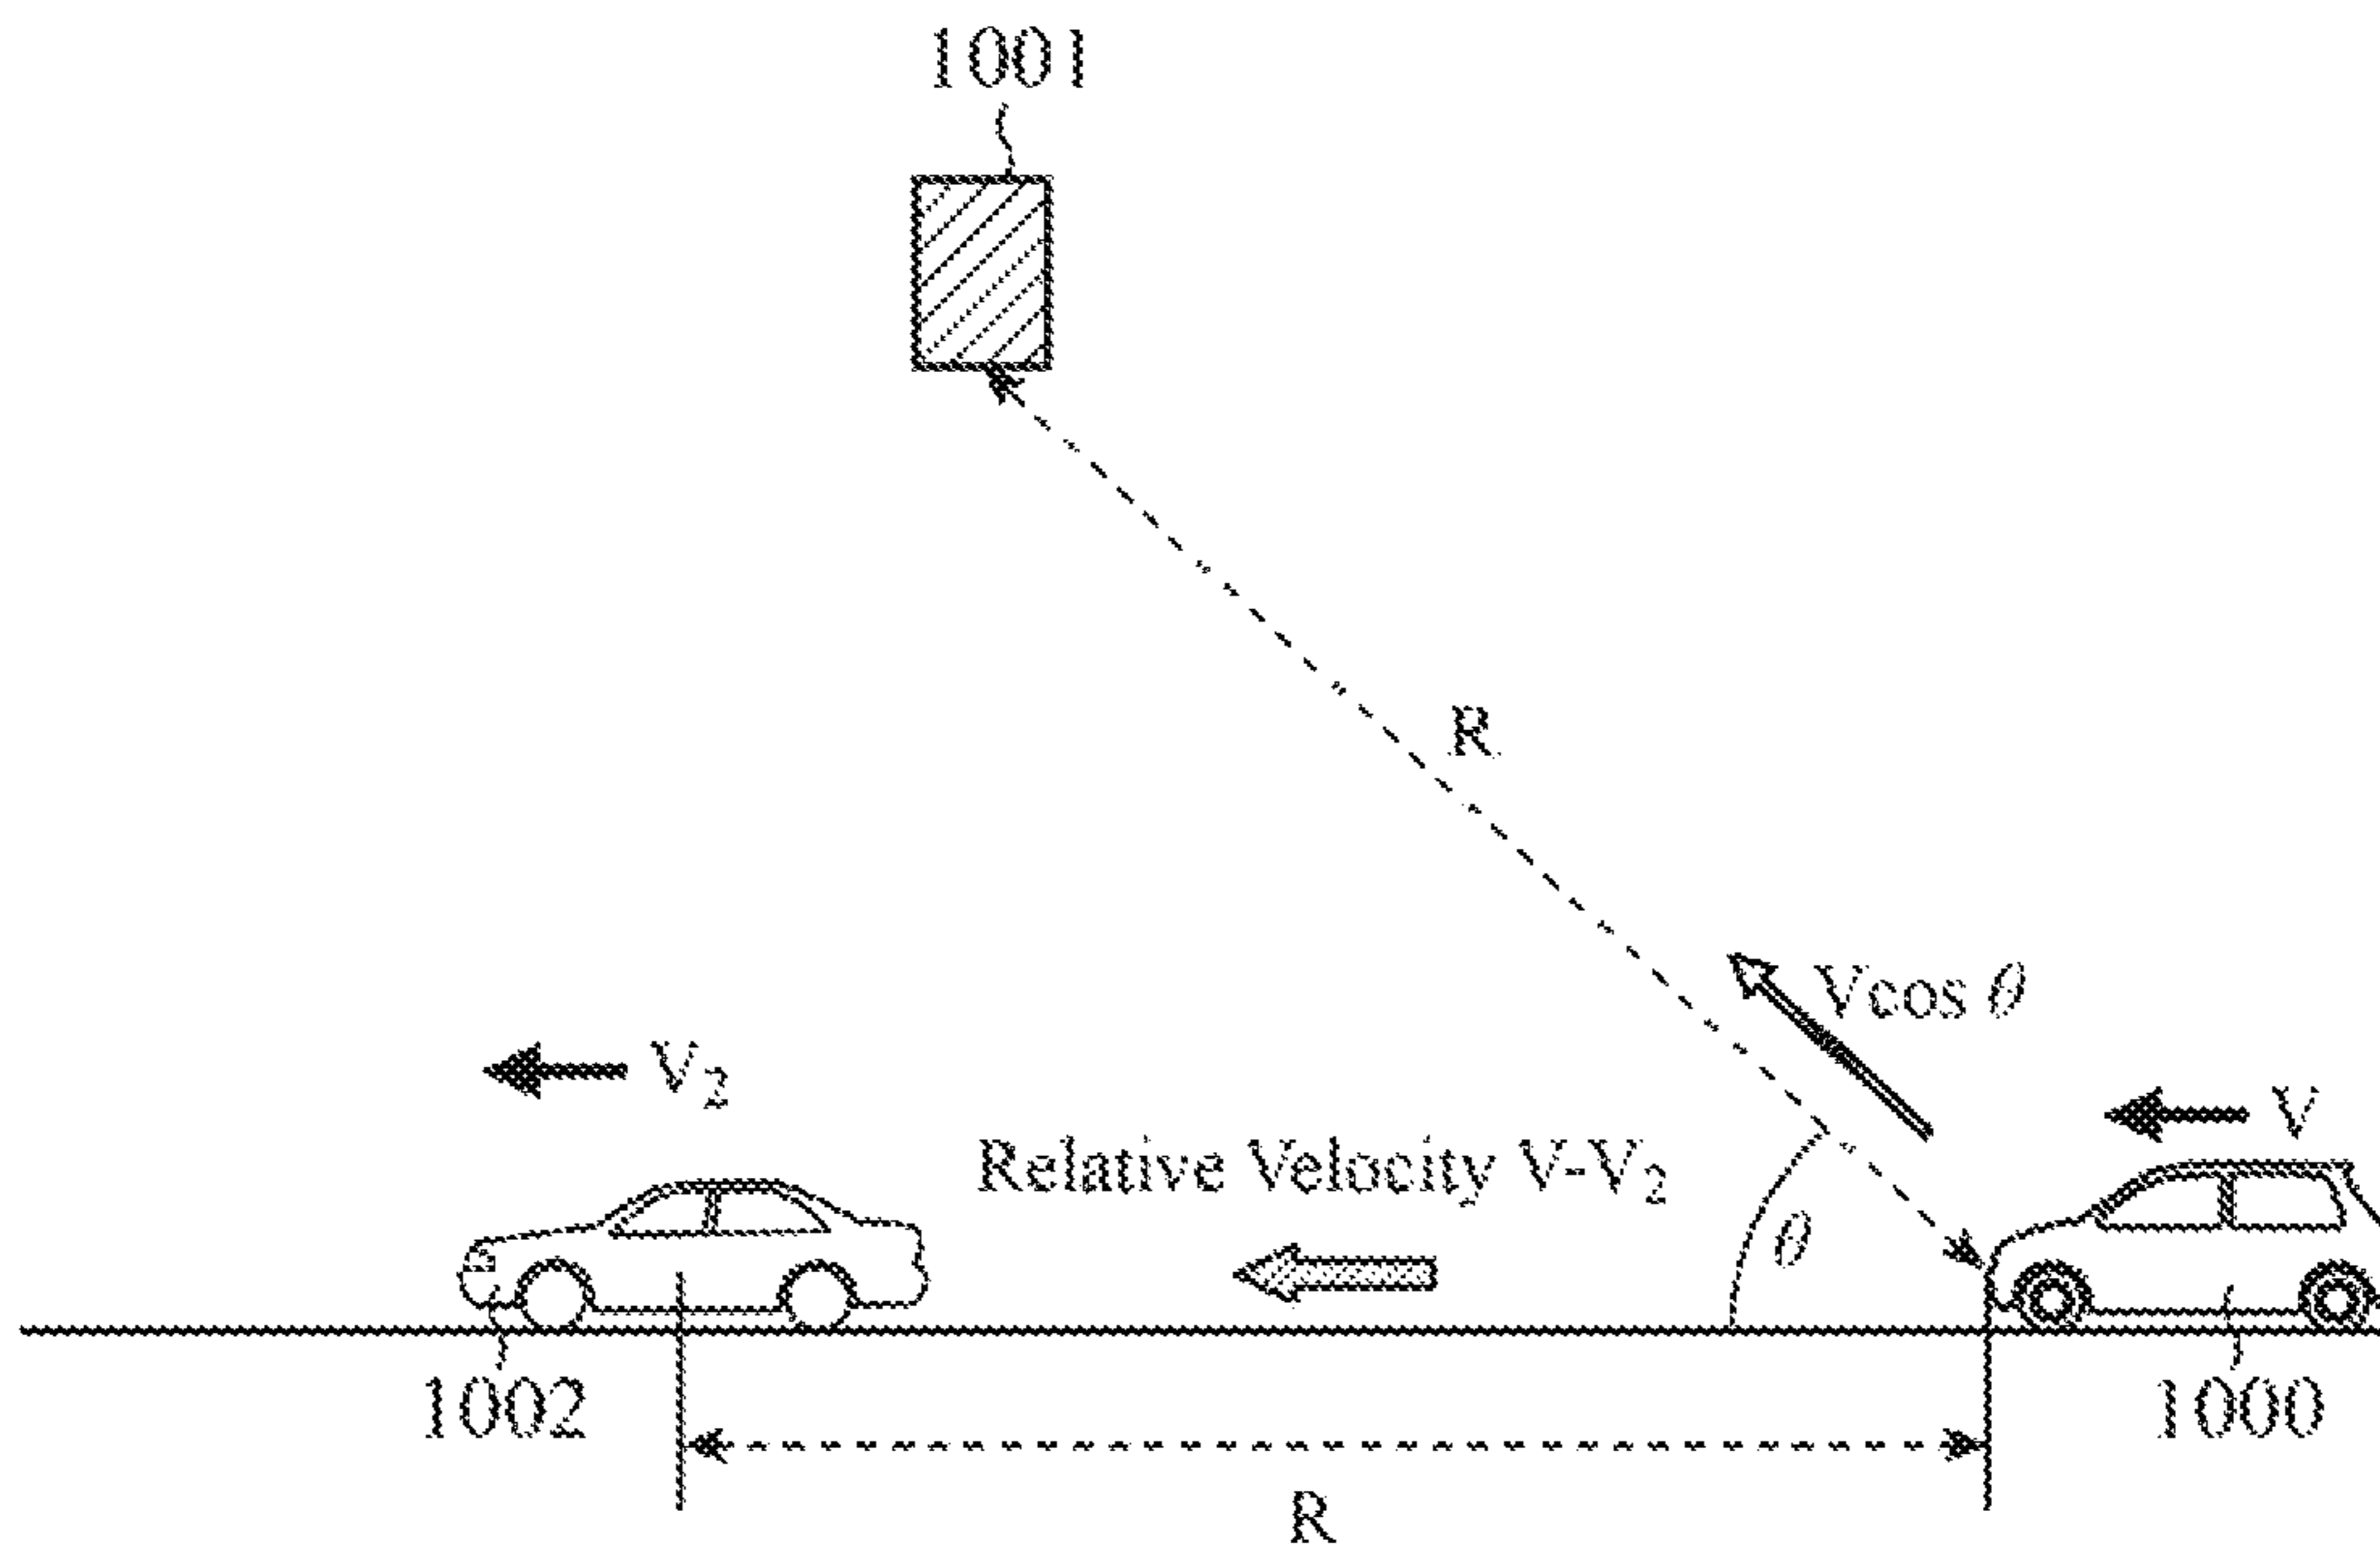 1001
R
Vcos θ
V₂
V
Relative Velocity V-V₂
θ
1002
1000
R